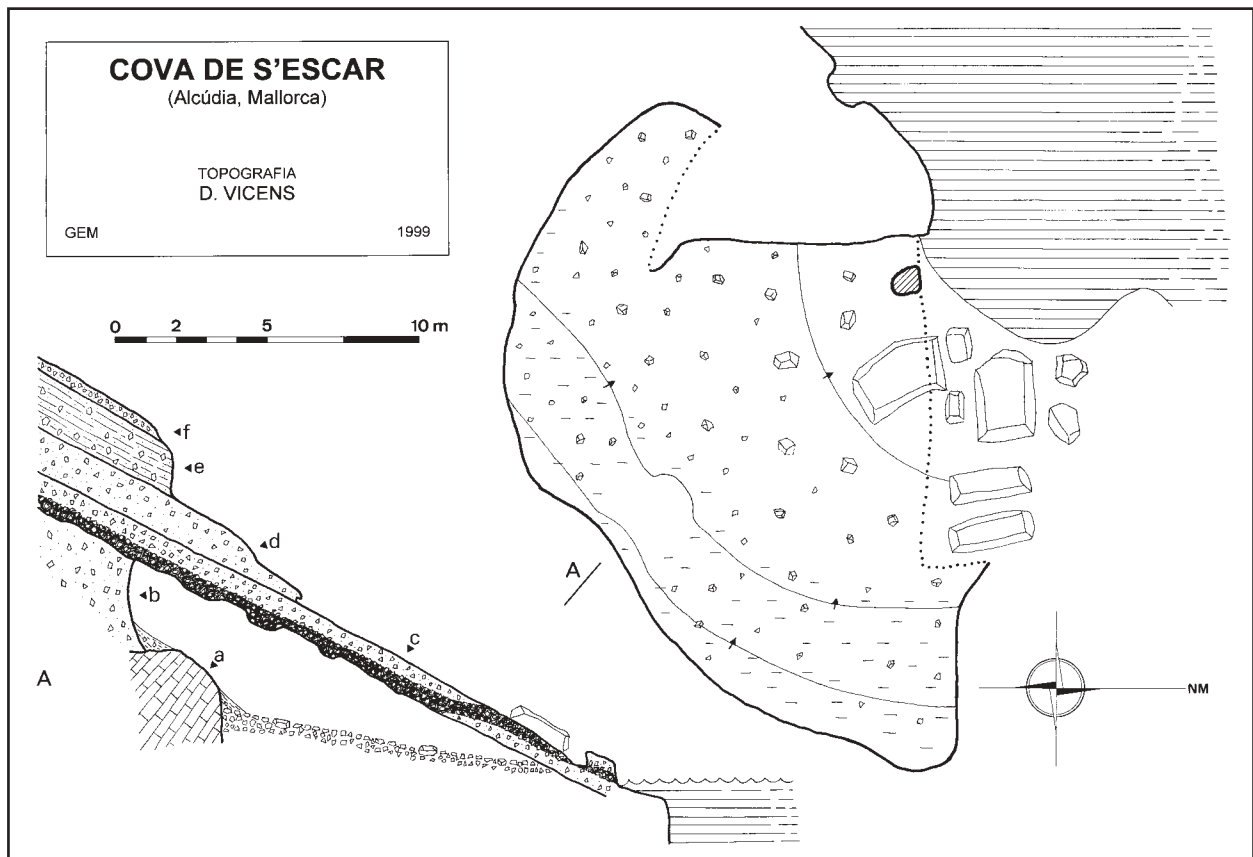 COVA DE S'ESCAR
(Alcúdia, Mallorca)
TOPOGRAFIA
D. VICENS
GEM 1999
0 2 5 10 m
f
e
d
b
c
a
A
A
NM